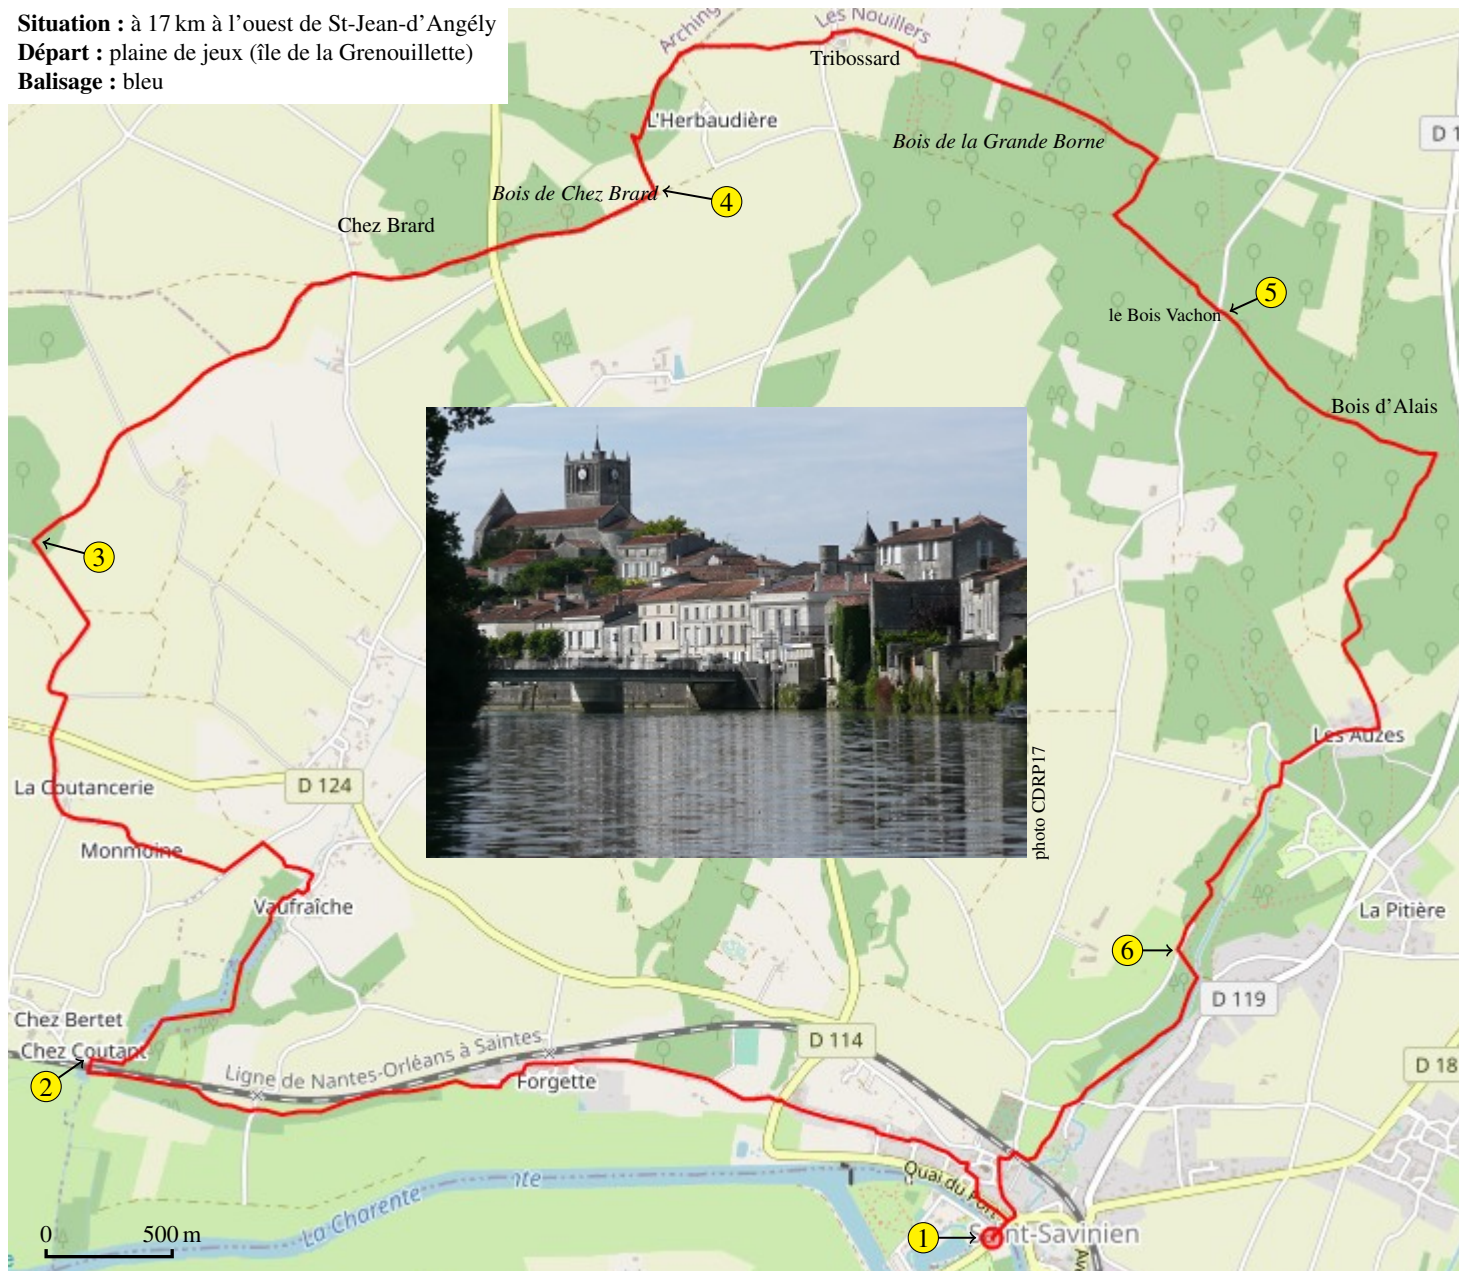 Situation : à 17 km à l'ouest de St-Jean-d'Angély
Départ : plaine de jeux (île de la Grenouillette)
Balisage : bleu
Les Nouillers
Tribossard
L'Herbaudière
D 1
Bois de la Grande Borne
Bois de Chez Brard
4
Chez Brard
5
le Bois Vachon
Bois d'Alais
3
Les Auzes
D 124
La Coutancerie
photo CDRP17
Monmoine
Vaufraîche
La Pitière
6
D 119
Chez Bertet
Chez Coutant
Ligne de Nantes-Orléans à Saintes
D 114
2
Forgette
D 18
Quai du Port
La Charente
0 500 m
1
Saint-Savinien